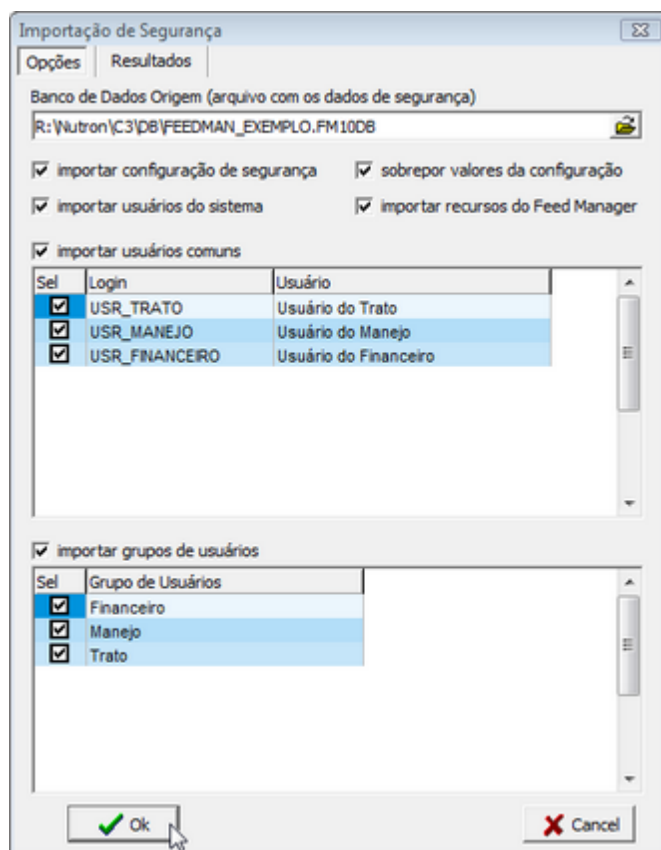 Importação de Segurança
Opções Resultados
Banco de Dados Origem (arquivo com os dados de segurança)
R:\Nutron\C3\DB\FEEDMAN_EXEMPLO.FM10DB
importar configuração de segurança sobrepor valores da configuração
importar usuários do sistema importar recursos do Feed Manager
importar usuários comuns
Sel Login Usuário
USR_TRATO Usuário do Trato
USR_MANEJO Usuário do Manejo
USR_FINANCEIRO Usuário do Financeiro
importar grupos de usuários
Sel Grupo de Usuários
Financeiro
Manejo
Trato
Ok Cancel